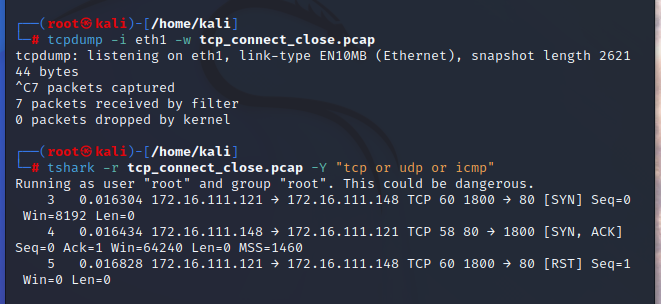 ┌──(root㉿kali)-[/home/kali]
└─# tcpdump -i eth1 -w tcp_connect_close.pcap
tcpdump: listening on eth1, link-type EN10MB (Ethernet), snapshot length 2621
44 bytes
^C7 packets captured
7 packets received by filter
0 packets dropped by kernel
┌──(root㉿kali)-[/home/kali]
└─# tshark -r tcp_connect_close.pcap -Y "tcp or udp or icmp"
Running as user "root" and group "root". This could be dangerous.
3 0.016304 172.16.111.121 → 172.16.111.148 TCP 60 1800 → 80 [SYN] Seq=0
Win=8192 Len=0
4 0.016434 172.16.111.148 → 172.16.111.121 TCP 58 80 → 1800 [SYN, ACK]
Seq=0 Ack=1 Win=64240 Len=0 MSS=1460
5 0.016828 172.16.111.121 → 172.16.111.148 TCP 60 1800 → 80 [RST] Seq=1
Win=0 Len=0